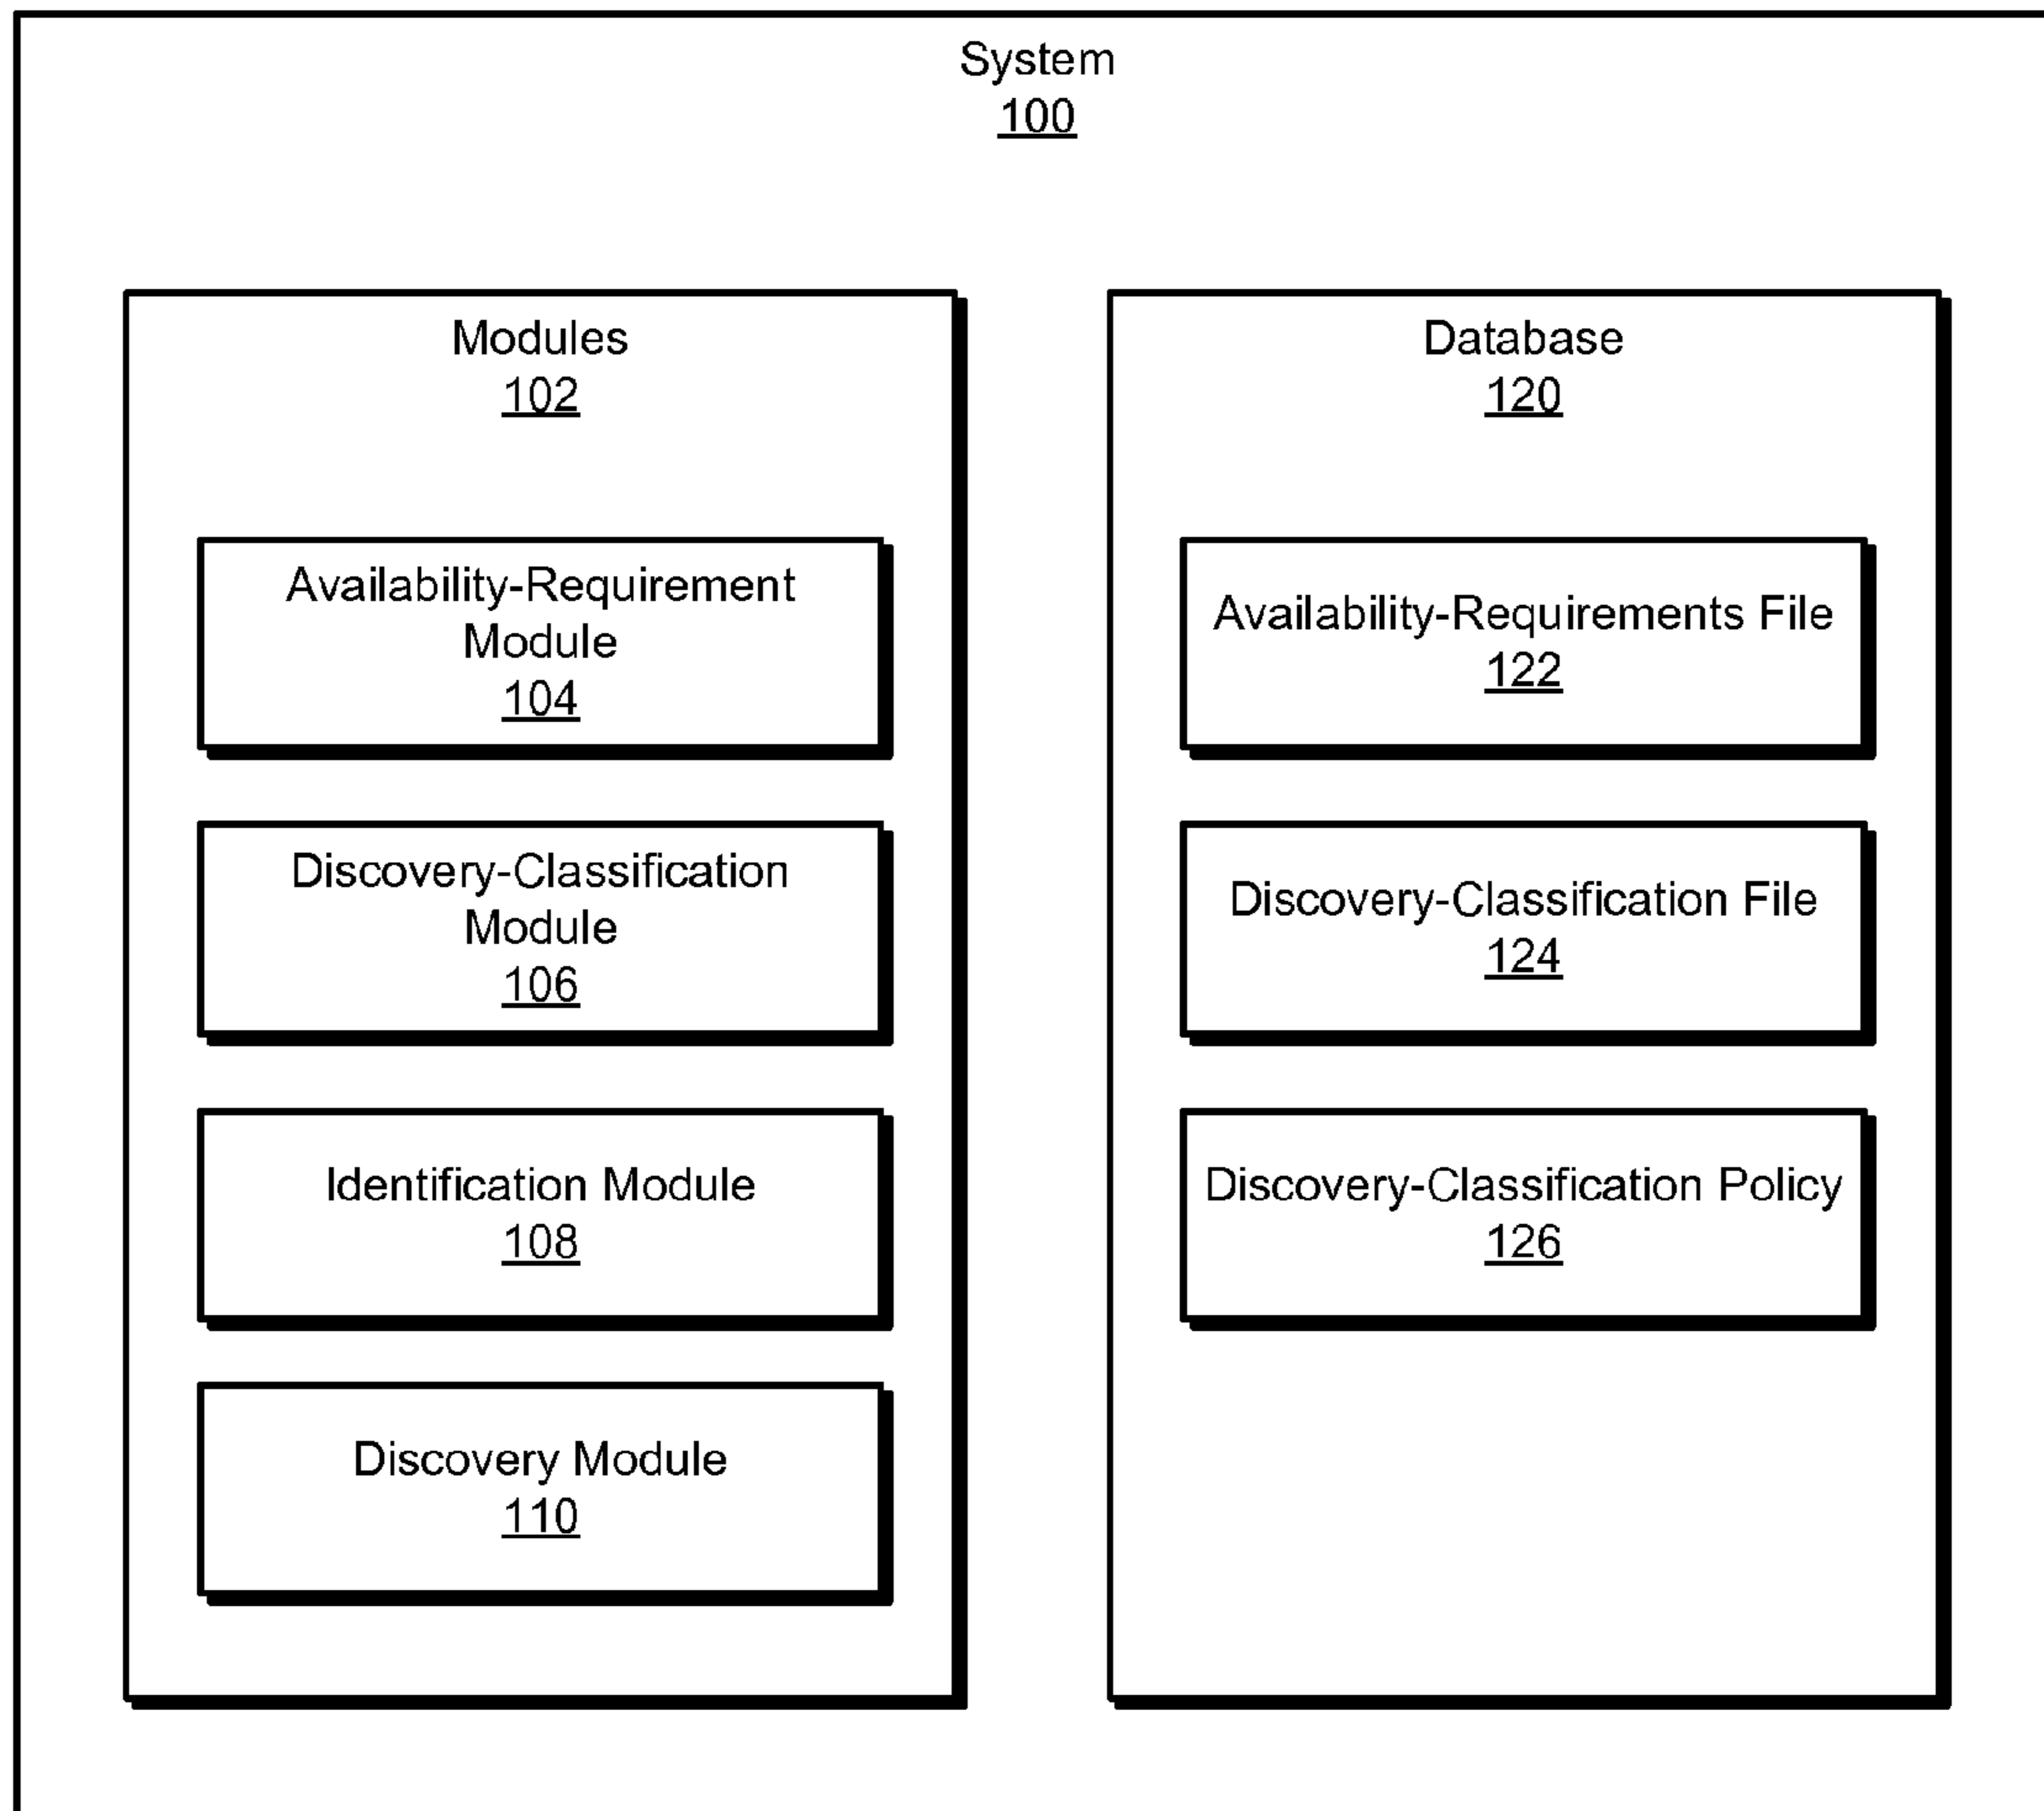 System
100
Modules
102
Availability-Requirement
Module
104
Discovery-Classification
Module
106
Identification Module
108
Discovery Module
110
Database
120
Availability-Requirements File
122
Discovery-Classification File
124
Discovery-Classification Policy
126